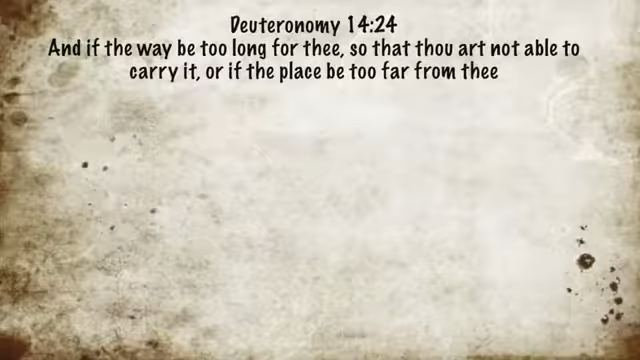 Deuteronomy 14:24
And if the way be too long for thee, so that thou art not able to
carry it, or if the place be too far from thee